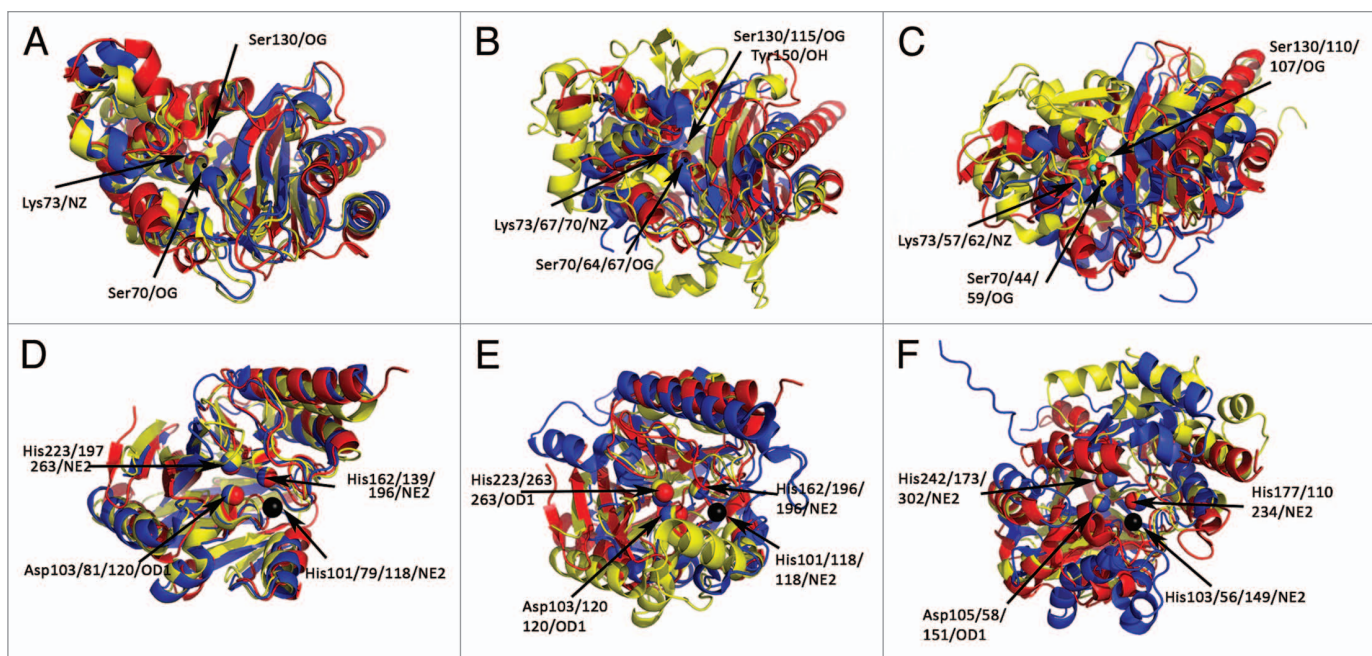 A
Ser130/OG
Lys73/NZ
Ser70/OG
B
Ser130/115/OG
Tyr150/OH
Lys73/67/70/NZ
Ser70/64/67/OG
C
Ser130/110/
107/OG
Lys73/57/62/NZ
Ser70/44/
59/OG
D
His223/197
263/NE2
His162/139/
196/NE2
Asp103/81/120/OD1
His101/79/118/NE2
E
His223/263
263/OD1
His162/196/
196/NE2
His101/118/
118/NE2
Asp103/120
120/OD1
F
His242/173/
302/NE2
His177/110
234/NE2
His103/56/149/NE2
Asp105/58/
151/OD1